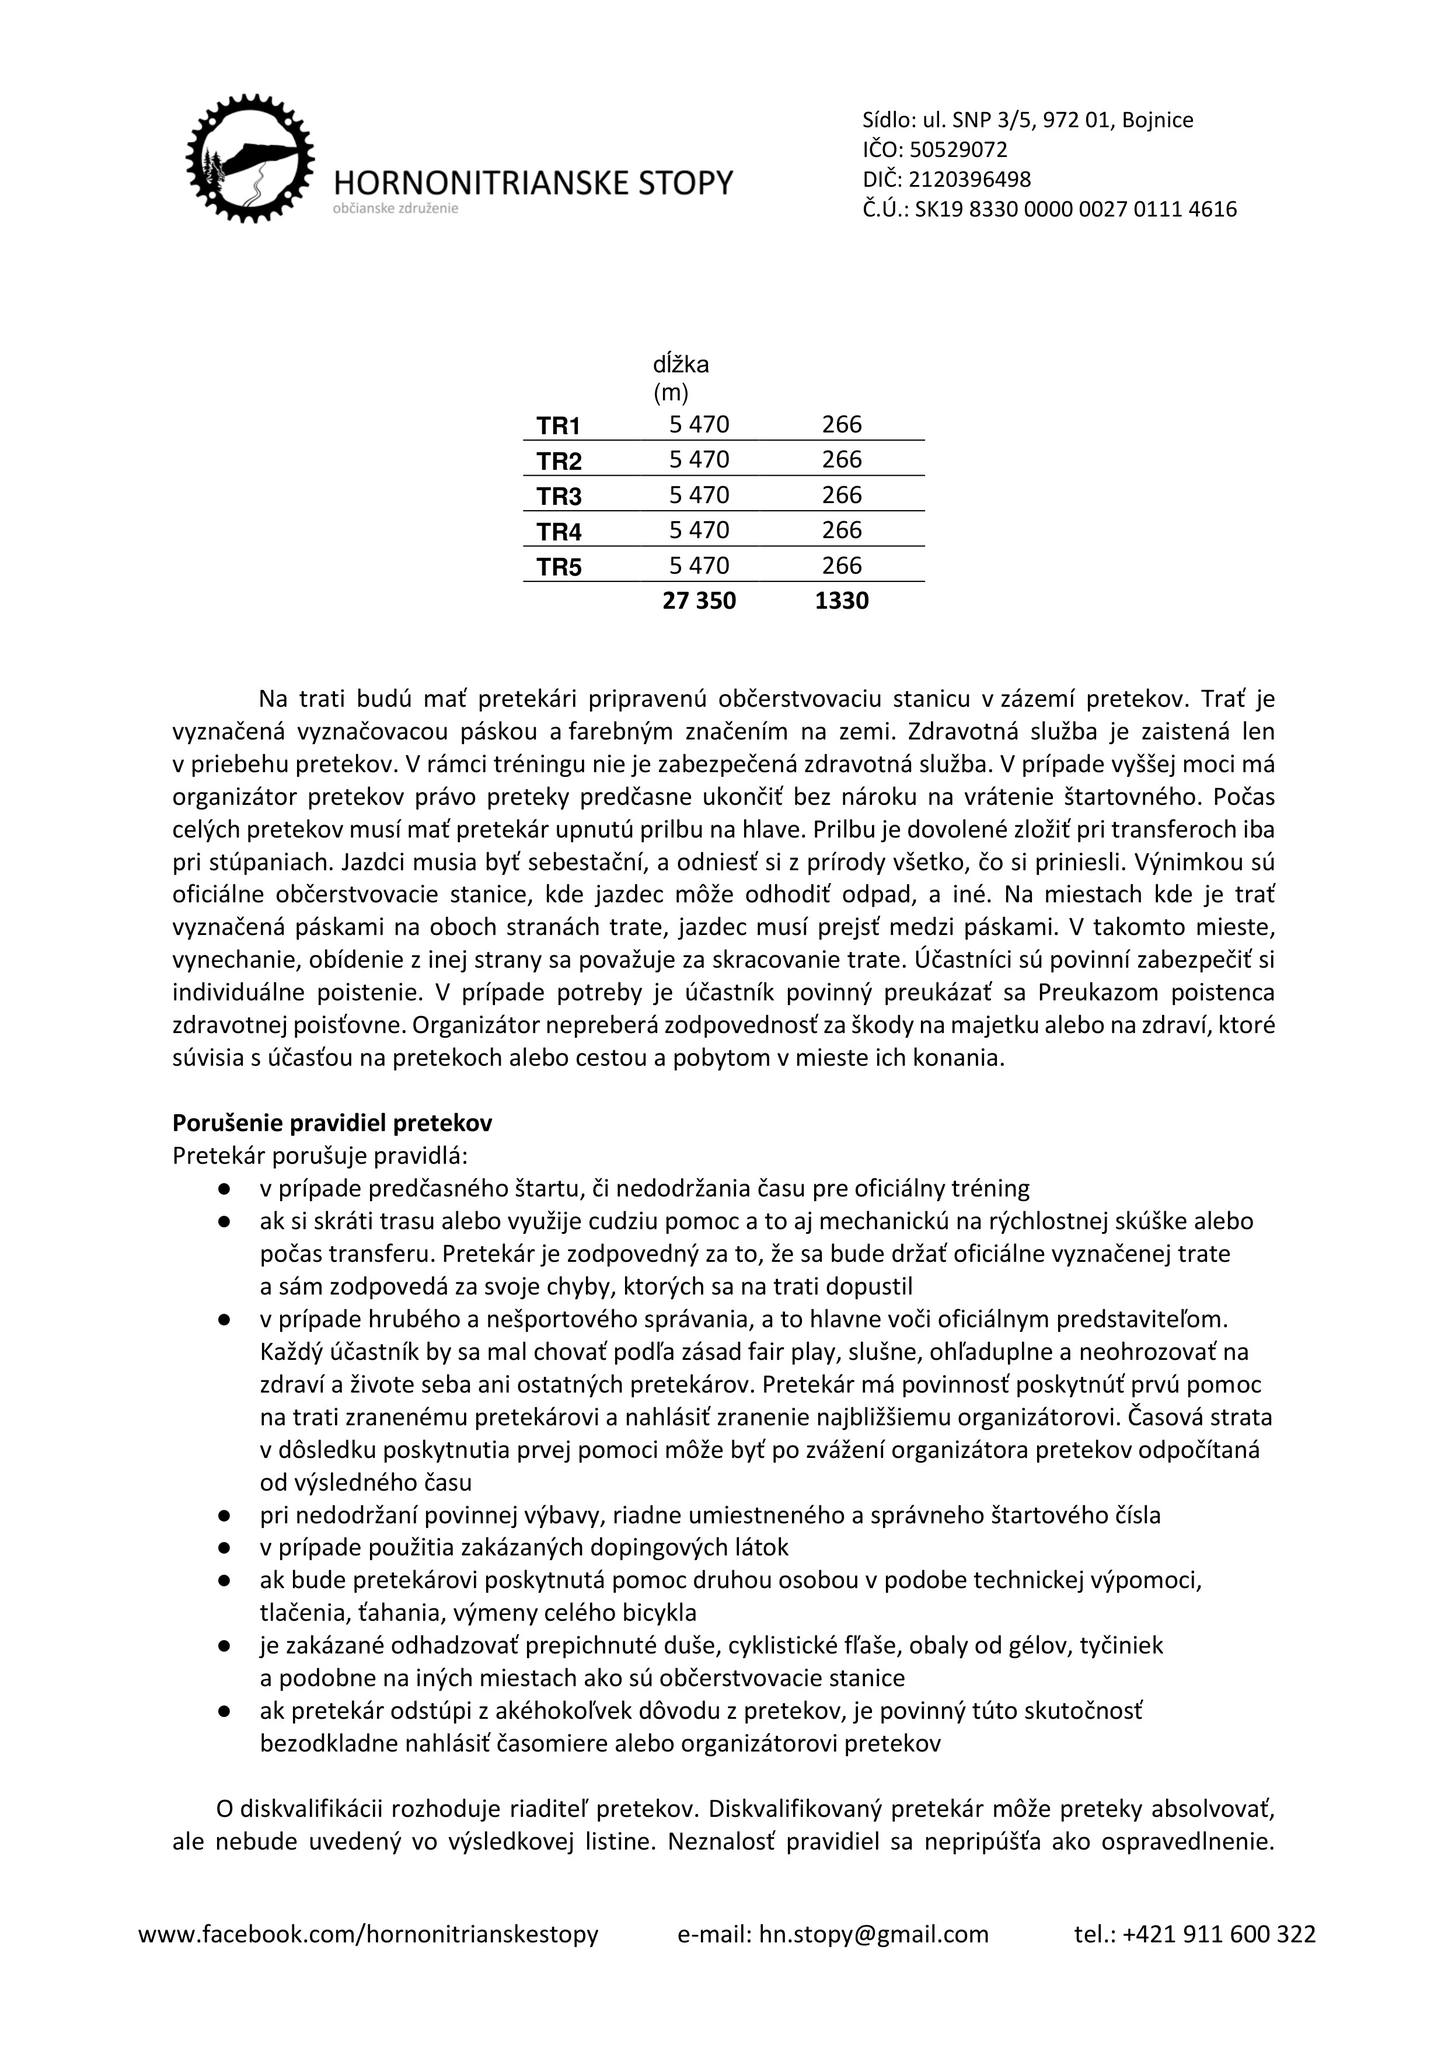 HORNONITRIANSKE STOPY
občianske združenie
Sídlo: ul. SNP 3/5, 972 01, Bojnice
IČO: 50529072
DIČ: 2120396498
Č.Ú.: SK19 8330 0000 0027 0111 4616
dĺžka
(m)
TR1 5 470 266
TR2 5 470 266
TR3 5 470 266
TR4 5 470 266
TR5 5 470 266
27 350 1330
Na trati budú mať pretekári pripravenú občerstvovaciu stanicu v zázemí pretekov. Trať je
vyznačená vyznačovacou páskou a farebným značením na zemi. Zdravotná služba je zaistená len
v priebehu pretekov. V rámci tréningu nie je zabezpečená zdravotná služba. V prípade vyššej moci má
organizátor pretekov právo preteky predčasne ukončiť bez nároku na vrátenie štartovného. Počas
celých pretekov musí mať pretekár upnutú prilbu na hlave. Prilbu je dovolené zložiť pri transferoch iba
pri stúpaniach. Jazdci musia byť sebestační, a odniesť si z prírody všetko, čo si priniesli. Výnimkou sú
oficiálne občerstvovacie stanice, kde jazdec môže odhodiť odpad, a iné. Na miestach kde je trať
vyznačená páskami na oboch stranách trate, jazdec musí prejsť medzi páskami. V takomto mieste,
vynechanie, obídenie z inej strany sa považuje za skracovanie trate. Účastníci sú povinní zabezpečiť si
individuálne poistenie. V prípade potreby je účastník povinný preukázať sa Preukazom poistenca
zdravotnej poisťovne. Organizátor nepreberá zodpovednosť za škody na majetku alebo na zdraví, ktoré
súvisia s účasťou na pretekoch alebo cestou a pobytom v mieste ich konania.
Porušenie pravidiel pretekov
Pretekár porušuje pravidlá:
● v prípade predčasného štartu, či nedodržania času pre oficiálny tréning
● ak si skráti trasu alebo využije cudziu pomoc a to aj mechanickú na rýchlostnej skúške alebo
počas transferu. Pretekár je zodpovedný za to, že sa bude držať oficiálne vyznačenej trate
a sám zodpovedá za svoje chyby, ktorých sa na trati dopustil
● v prípade hrubého a nešportového správania, a to hlavne voči oficiálnym predstaviteľom.
Každý účastník by sa mal chovať podľa zásad fair play, slušne, ohľaduplne a neohrozovať na
zdraví a živote seba ani ostatných pretekárov. Pretekár má povinnosť poskytnúť prvú pomoc
na trati zranenému pretekárovi a nahlásiť zranenie najbližšiemu organizátorovi. Časová strata
v dôsledku poskytnutia prvej pomoci môže byť po zvážení organizátora pretekov odpočítaná
od výsledného času
● pri nedodržaní povinnej výbavy, riadne umiestneného a správneho štartového čísla
● v prípade použitia zakázaných dopingových látok
● ak bude pretekárovi poskytnutá pomoc druhou osobou v podobe technickej výpomoci,
tlačenia, ťahania, výmeny celého bicykla
● je zakázané odhadzovať prepichnuté duše, cyklistické fľaše, obaly od gélov, tyčiniek
a podobne na iných miestach ako sú občerstvovacie stanice
● ak pretekár odstúpi z akéhokoľvek dôvodu z pretekov, je povinný túto skutočnosť
bezodkladne nahlásiť časomiere alebo organizátorovi pretekov
O diskvalifikácii rozhoduje riaditeľ pretekov. Diskvalifikovaný pretekár môže preteky absolvovať,
ale nebude uvedený vo výsledkovej listine. Neznalosť pravidiel sa nepripúšťa ako ospravedlnenie.
www.facebook.com/hornonitrianskestopy e-mail: hn.stopy@gmail.com tel.: +421 911 600 322